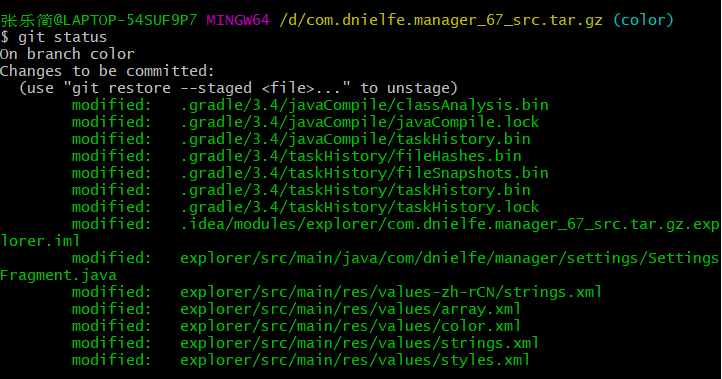 张乐简@LAPTOP-54SUF9P7 MINGW64 /d/com.dnielfe.manager_67_src.tar.gz (color)
$ git status
On branch color
Changes to be committed:
  (use "git restore --staged <file>..." to unstage)
        modified:   .gradle/3.4/javaCompile/classAnalysis.bin
        modified:   .gradle/3.4/javaCompile/javaCompile.lock
        modified:   .gradle/3.4/javaCompile/taskHistory.bin
        modified:   .gradle/3.4/taskHistory/fileHashes.bin
        modified:   .gradle/3.4/taskHistory/fileSnapshots.bin
        modified:   .gradle/3.4/taskHistory/taskHistory.bin
        modified:   .gradle/3.4/taskHistory/taskHistory.lock
        modified:   .idea/modules/explorer/com.dnielfe.manager_67_src.tar.gz.exp
lorer.iml
        modified:   explorer/src/main/java/com/dnielfe/manager/settings/Settings
Fragment.java
        modified:   explorer/src/main/res/values-zh-rCN/strings.xml
        modified:   explorer/src/main/res/values/array.xml
        modified:   explorer/src/main/res/values/color.xml
        modified:   explorer/src/main/res/values/strings.xml
        modified:   explorer/src/main/res/values/styles.xml